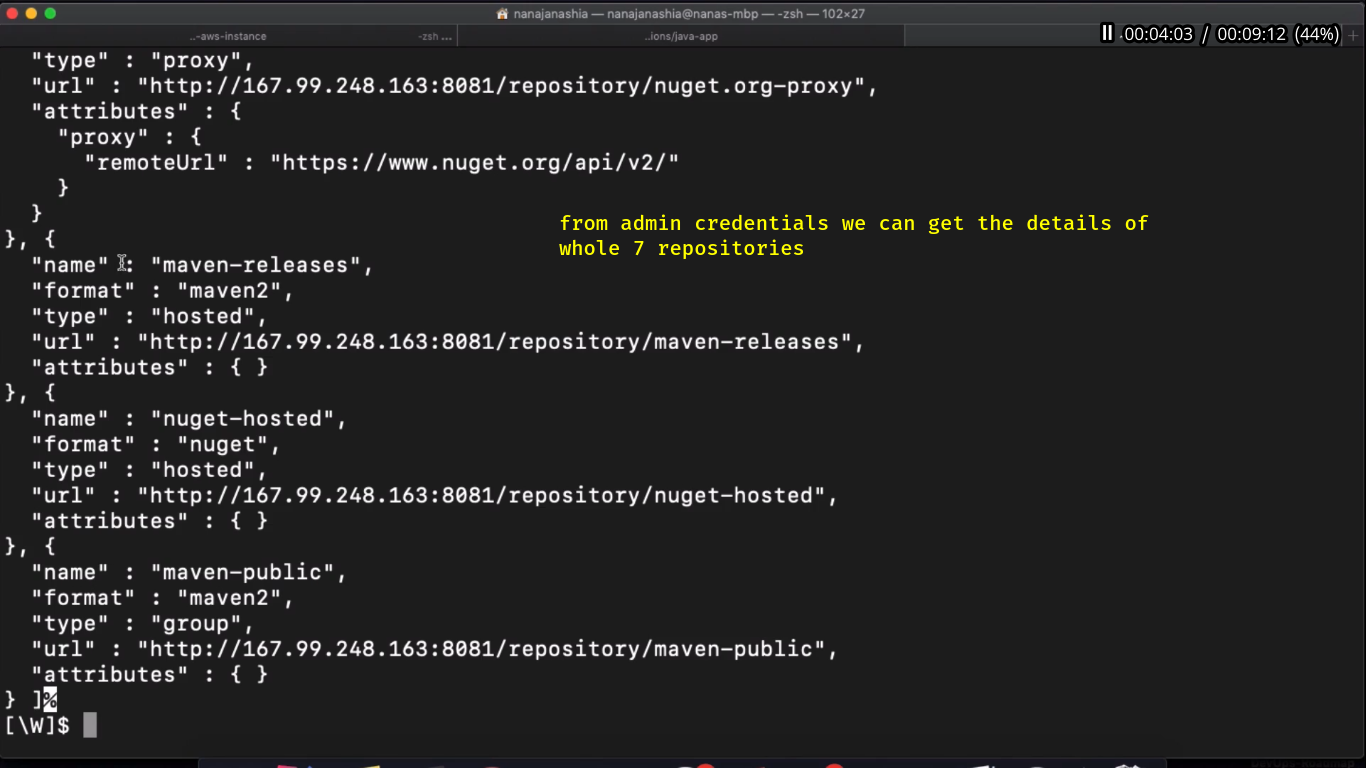 nanajanashia — nanajanashia@nanas-mbp — -zsh — 102×27
..-aws-instance
-zsh ...
..ions/java-app
00:04:03 / 00:09:12 (44%)
"type" : "proxy",
"url" : "http://167.99.248.163:8081/repository/nuget.org-proxy",
"attributes" : {
"proxy" : {
"remoteUrl" : "https://www.nuget.org/api/v2/"
}
}
from admin credentials we can get the details of
whole 7 repositories
}, {
"name" : "maven-releases",
"format" : "maven2",
"type" : "hosted",
"url" : "http://167.99.248.163:8081/repository/maven-releases",
"attributes" : { }
}, {
"name" : "nuget-hosted",
"format" : "nuget",
"type" : "hosted",
"url" : "http://167.99.248.163:8081/repository/nuget-hosted",
"attributes" : { }
}, {
"name" : "maven-public",
"format" : "maven2",
"type" : "group",
"url" : "http://167.99.248.163:8081/repository/maven-public",
"attributes" : { }
} ]%
[\W]$